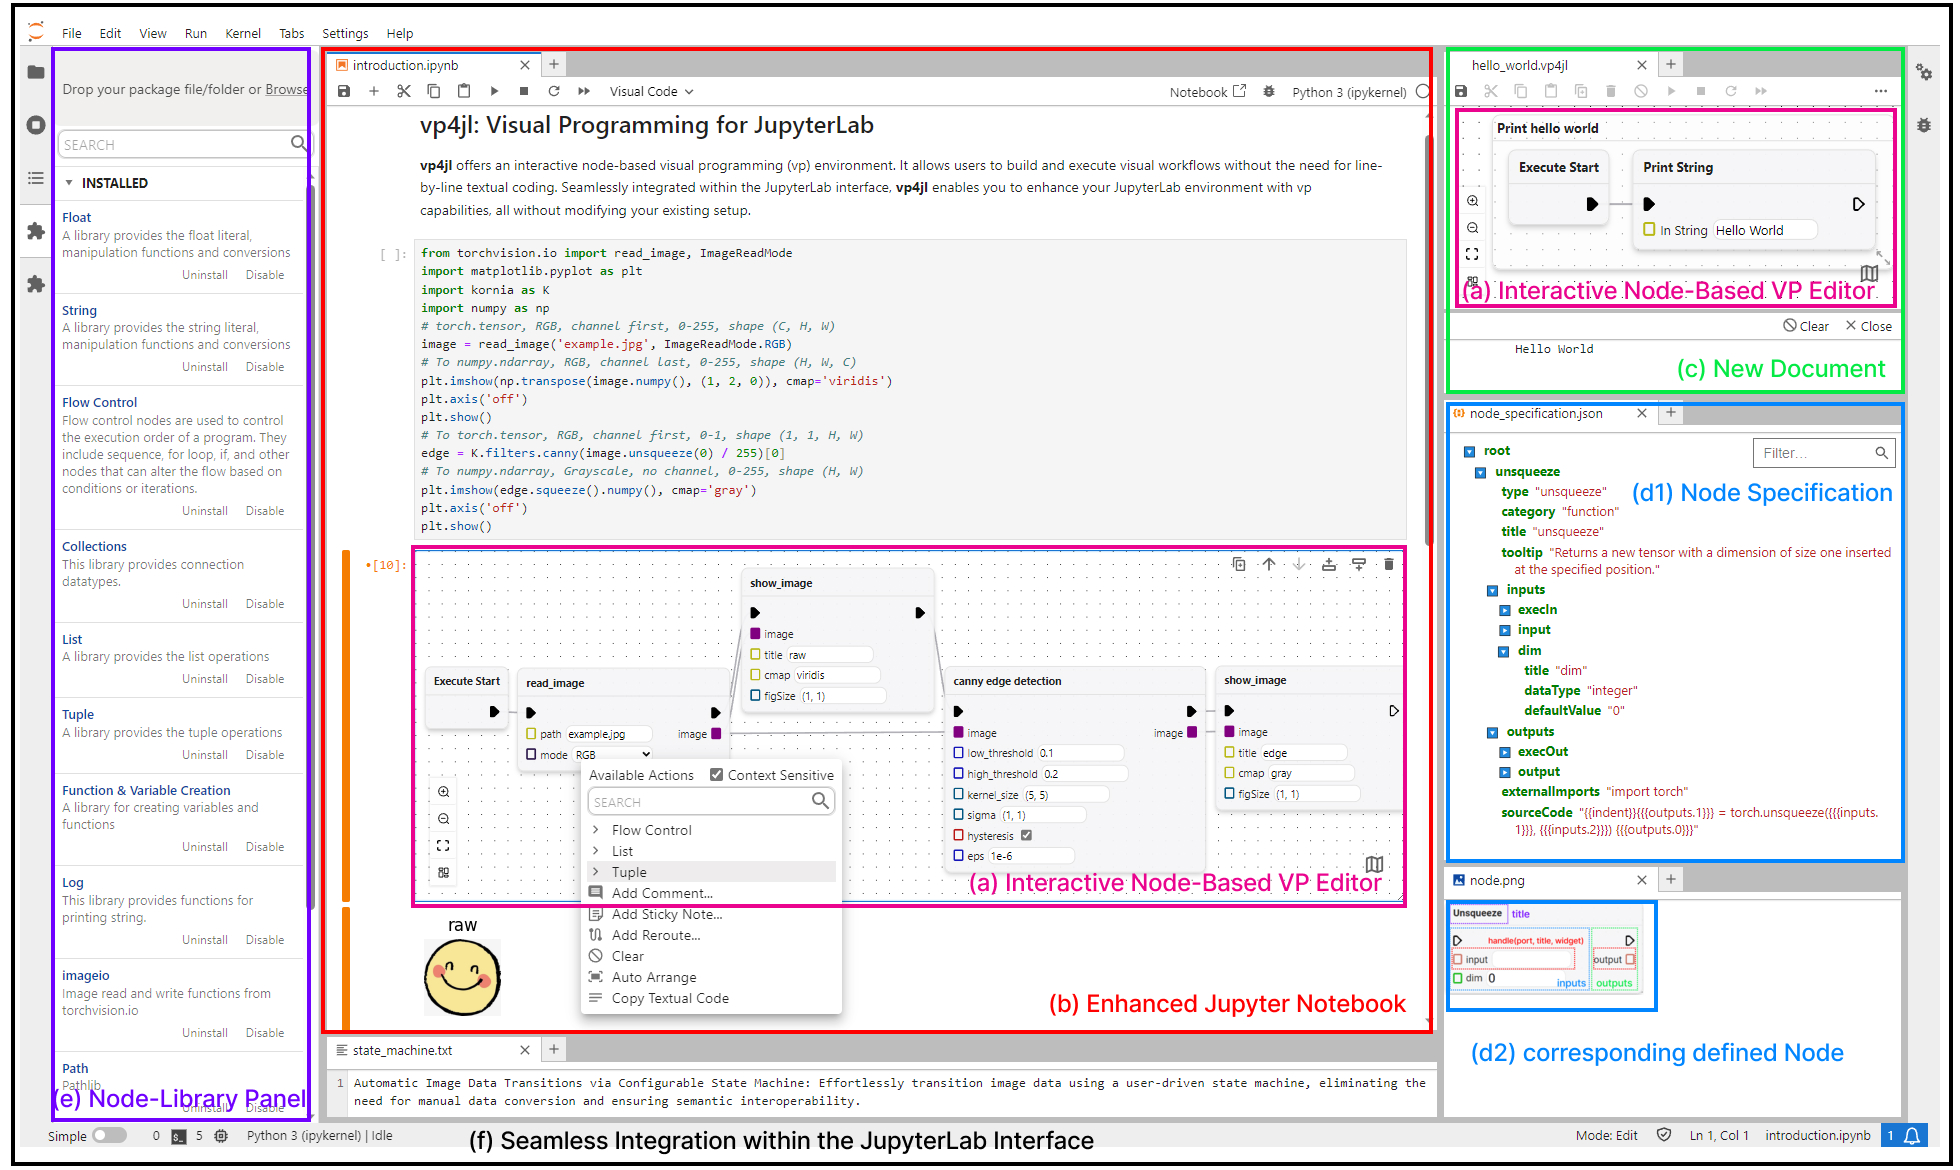 File Edit View Run Kernel Tabs Settings Help
Drop your package file/folder or Browse
SEARCH
INSTALLED
Float
A library provides the float literal,
manipulation functions and conversions
Uninstall Disable
String
A library provides the string literal,
manipulation functions and conversions
Uninstall Disable
Flow Control
Flow control nodes are used to control
the execution order of a program. They
include sequence, for loop, if, and other
nodes that can alter the flow based on
conditions or iterations.
Uninstall Disable
Collections
This library provides connection
datatypes.
Uninstall Disable
List
A library provides the list operations
Uninstall Disable
Tuple
A library provides the tuple operations
Uninstall Disable
Function & Variable Creation
A library for creating variables and
functions
Uninstall Disable
Log
This library provides functions for
printing string.
Uninstall Disable
imageio
Image read and write functions from
torchvision.io
Uninstall Disable
Path
Pathlib
Uninstall Disable
(e) Node-Library Panel
introduction.ipynb
Visual Code
Notebook
Python 3 (ipykernel)
vp4jl: Visual Programming for JupyterLab
vp4jl offers an interactive node-based visual programming (vp) environment. It allows users to build and execute visual workflows without the need for line-
by-line textual coding. Seamlessly integrated within the JupyterLab interface, vp4jl enables you to enhance your JupyterLab environment with vp
capabilities, all without modifying your existing setup.
[ ]:
from torchvision.io import read_image, ImageReadMode
import matplotlib.pyplot as plt
import kornia as K
import numpy as np
# torch.tensor, RGB, channel first, 0-255, shape (C, H, W)
image = read_image('example.jpg', ImageReadMode.RGB)
# To numpy.ndarray, RGB, channel last, 0-255, shape (H, W, C)
plt.imshow(np.transpose(image.numpy(), (1, 2, 0)), cmap='viridis')
plt.axis('off')
plt.show()
# To torch.tensor, RGB, channel first, 0-1, shape (1, 1, H, W)
edge = K.filters.canny(image.unsqueeze(0) / 255)[0]
# To numpy.ndarray, Grayscale, no channel, 0-255, shape (H, W)
plt.imshow(edge.squeeze().numpy(), cmap='gray')
plt.axis('off')
plt.show()
•[10]:
Execute Start
read_image
path example.jpg
image
mode RGB
show_image
image
title raw
cmap viridis
figSize (1, 1)
canny edge detection
image
image
low_threshold 0.1
high_threshold 0.2
kernel_size (5, 5)
sigma (1, 1)
hysteresis
eps 1e-6
show_image
image
title edge
cmap gray
figSize (1, 1)
Available Actions Context Sensitive
SEARCH
Flow Control
List
Tuple
Add Comment...
Add Sticky Note...
Add Reroute...
Clear
Auto Arrange
Copy Textual Code
(a) Interactive Node-Based VP Editor
raw
(b) Enhanced Jupyter Notebook
state_machine.txt
1 Automatic Image Data Transitions via Configurable State Machine: Effortlessly transition image data using a user-driven state machine, eliminating the
need for manual data conversion and ensuring semantic interoperability.
hello_world.vp4jl
Print hello world
Execute Start
Print String
In String Hello World
(a) Interactive Node-Based VP Editor
Clear Close
Hello World
(c) New Document
node_specification.json
Filter...
root
unsqueeze
type "unsqueeze"
(d1) Node Specification
category "function"
title "unsqueeze"
tooltip "Returns a new tensor with a dimension of size one inserted
at the specified position."
inputs
execIn
input
dim
title "dim"
dataType "integer"
defaultValue "0"
outputs
execOut
output
externalImports "import torch"
sourceCode "{{indent}}{{{outputs.1}}} = torch.unsqueeze({{{inputs.
1}}}, {{{inputs.2}}}) {{{outputs.0}}}"
node.png
Unsqueeze title
handle(port, title, widget)
input
output
dim 0
inputs
outputs
(d2) corresponding defined Node
Simple 0 5 Python 3 (ipykernel) | Idle
(f) Seamless Integration within the JupyterLab Interface
Mode: Edit Ln 1, Col 1 introduction.ipynb 1